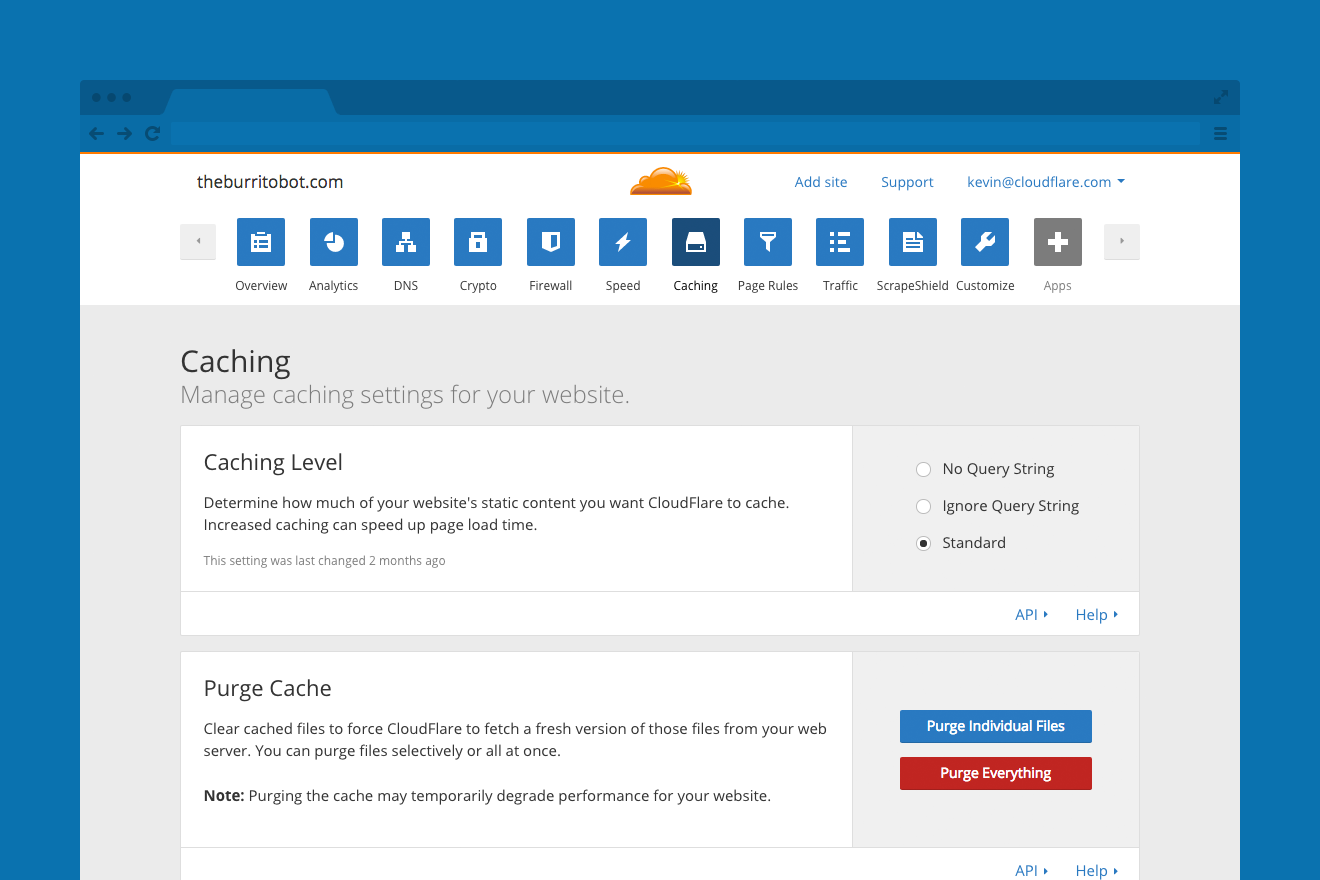 theburritobot.com
Add site Support kevin@cloudflare.com
Overview Analytics DNS Crypto Firewall Speed Caching Page Rules Traffic ScrapeShield Customize Apps
Caching
Manage caching settings for your website.
Caching Level
Determine how much of your website's static content you want CloudFlare to cache.
Increased caching can speed up page load time.
This setting was last changed 2 months ago
No Query String
Ignore Query String
Standard
API Help
Purge Cache
Clear cached files to force CloudFlare to fetch a fresh version of those files from your web
server. You can purge files selectively or all at once.
Note: Purging the cache may temporarily degrade performance for your website.
Purge Individual Files
Purge Everything
API Help